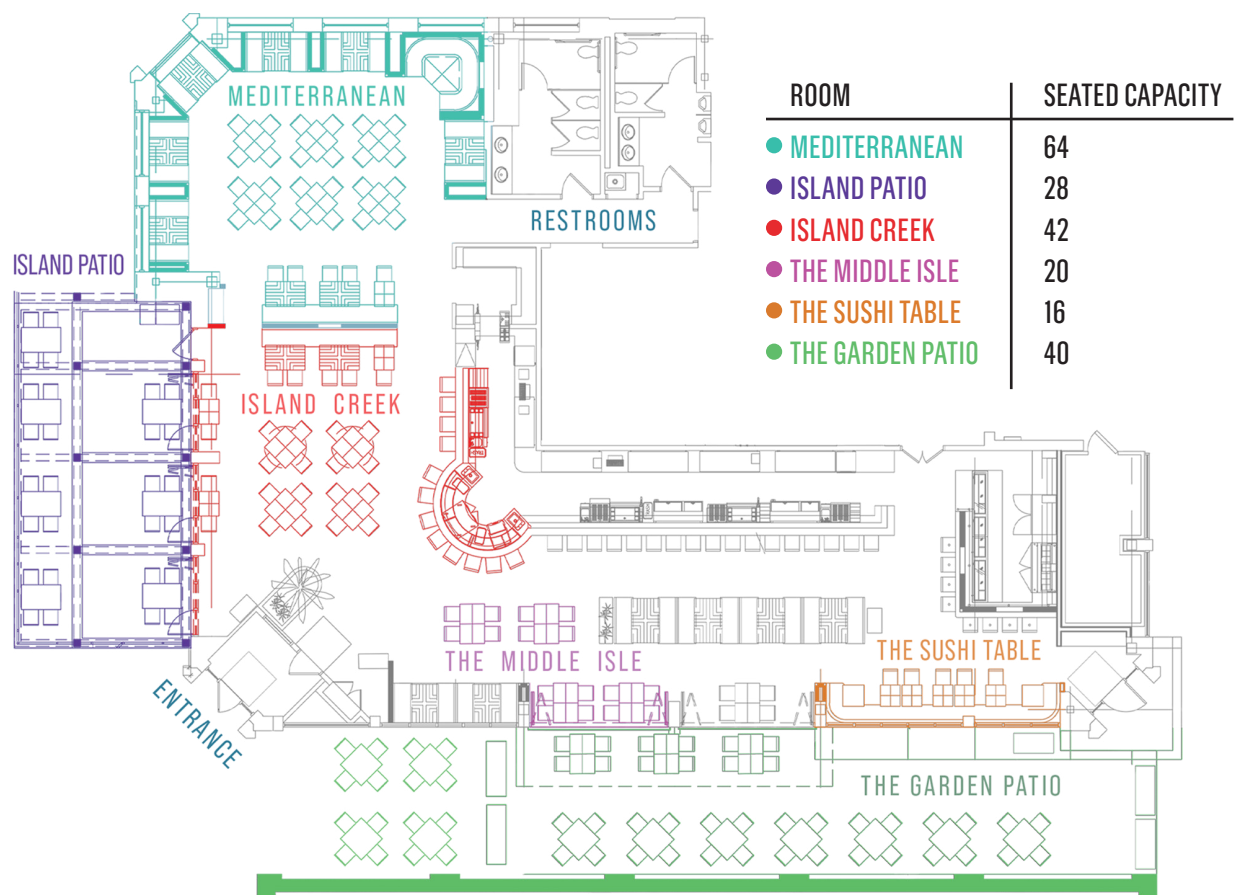 MEDITERRANEAN
RESTROOMS
ISLAND PATIO
ISLAND CREEK
THE MIDDLE ISLE
THE SUSHI TABLE
ENTRANCE
THE GARDEN PATIO
ROOM SEATED CAPACITY
MEDITERRANEAN 64
ISLAND PATIO 28
ISLAND CREEK 42
THE MIDDLE ISLE 20
THE SUSHI TABLE 16
THE GARDEN PATIO 40